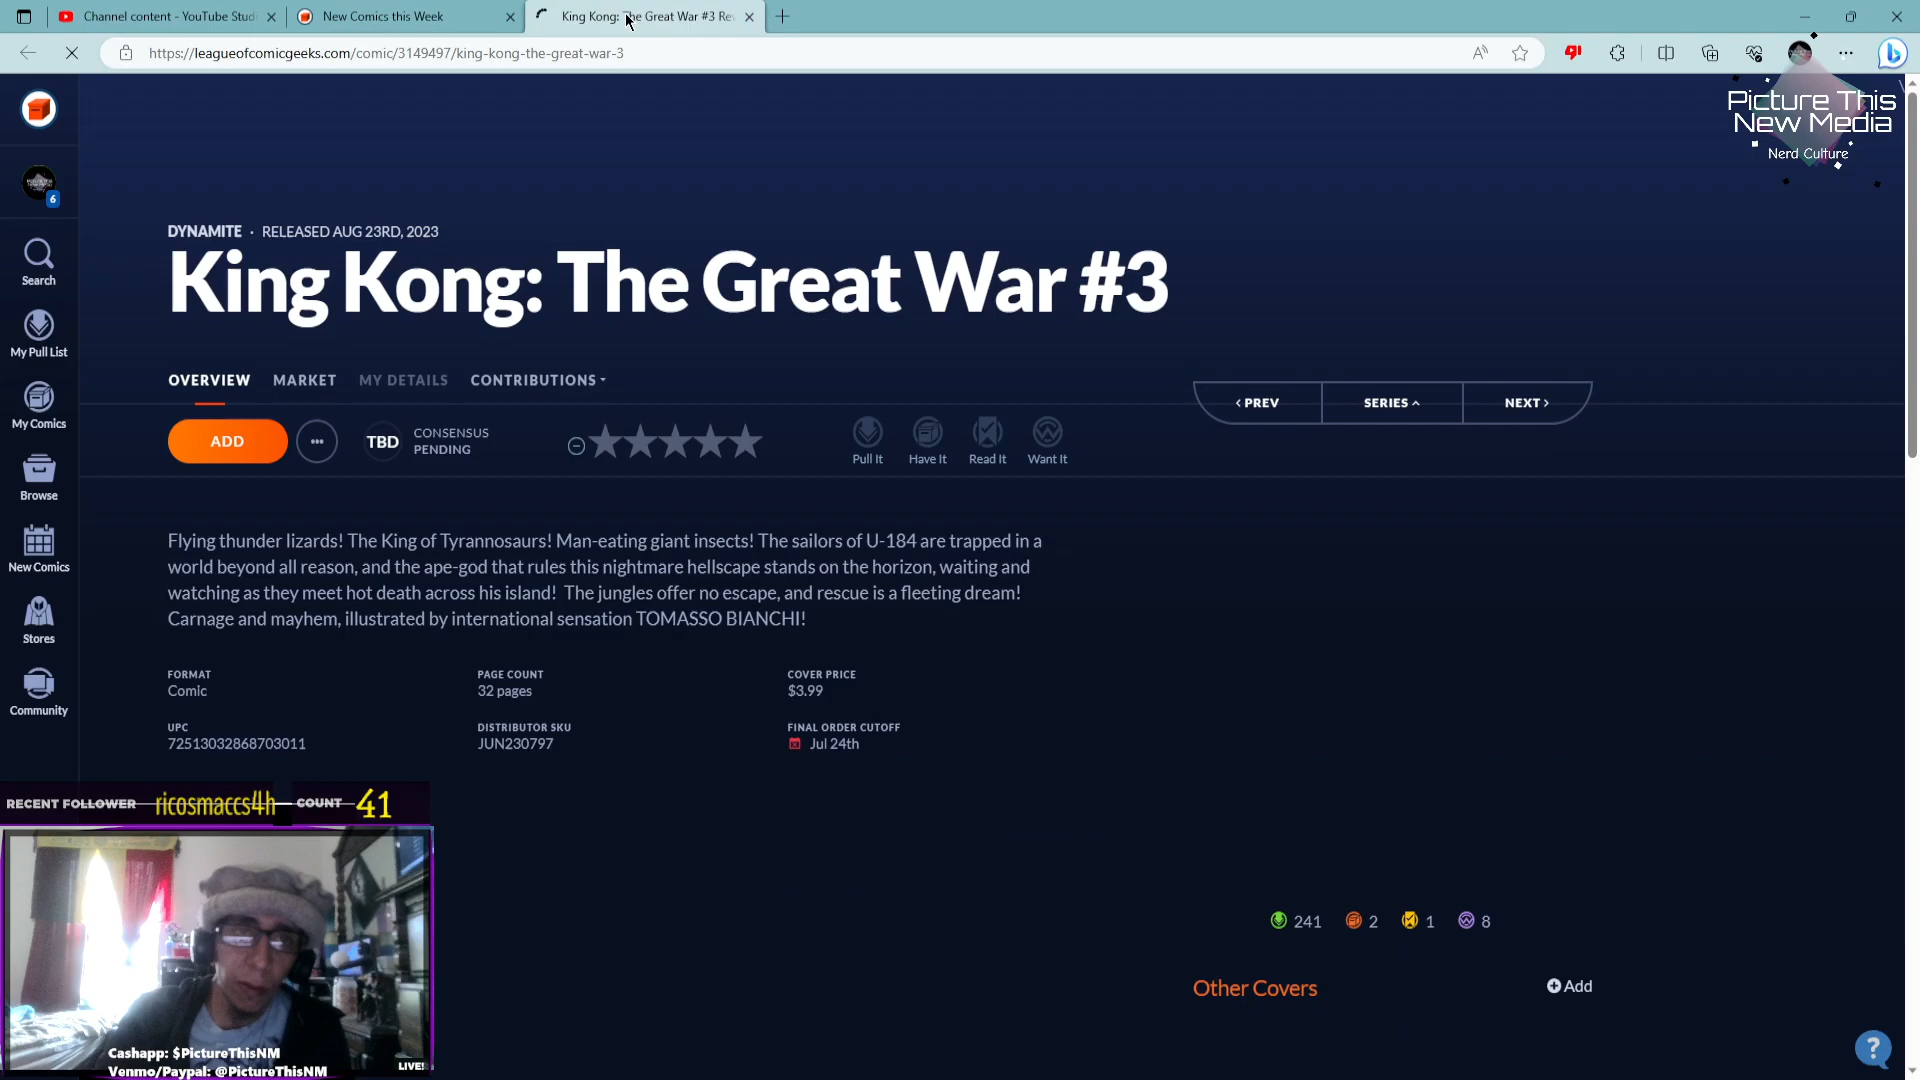 Channel content - YouTube Stud
New Comics this Week
King Kong: The Great War #3 Rev
https://leagueofcomicgeeks.com/comic/3149497/king-kong-the-great-war-3
Picture This
New Media
Nerd Culture
6
Search
My Pull List
My Comics
Browse
New Comics
Stores
Community
DYNAMITE · RELEASED AUG 23RD, 2023
King Kong: The Great War #3
OVERVIEW MARKET MY DETAILS CONTRIBUTIONS
< PREV SERIES NEXT >
ADD ... TBD CONSENSUS PENDING
Pull It Have It Read It Want It
Flying thunder lizards! The King of Tyrannosaurs! Man-eating giant insects! The sailors of U-184 are trapped in a
world beyond all reason, and the ape-god that rules this nightmare hellscape stands on the horizon, waiting and
watching as they meet hot death across his island! The jungles offer no escape, and rescue is a fleeting dream!
Carnage and mayhem, illustrated by international sensation TOMASSO BIANCHI!
FORMAT PAGE COUNT COVER PRICE
Comic 32 pages $3.99
UPC DISTRIBUTOR SKU FINAL ORDER CUTOFF
72513032868703011 JUN230797 Jul 24th
241 2 1 8
Other Covers Add
?
RECENT FOLLOWER ricosmaccs4h COUNT 41
Cashapp: $PictureThisNM
Venmo/Paypal: @PictureThisNM
LIVE!